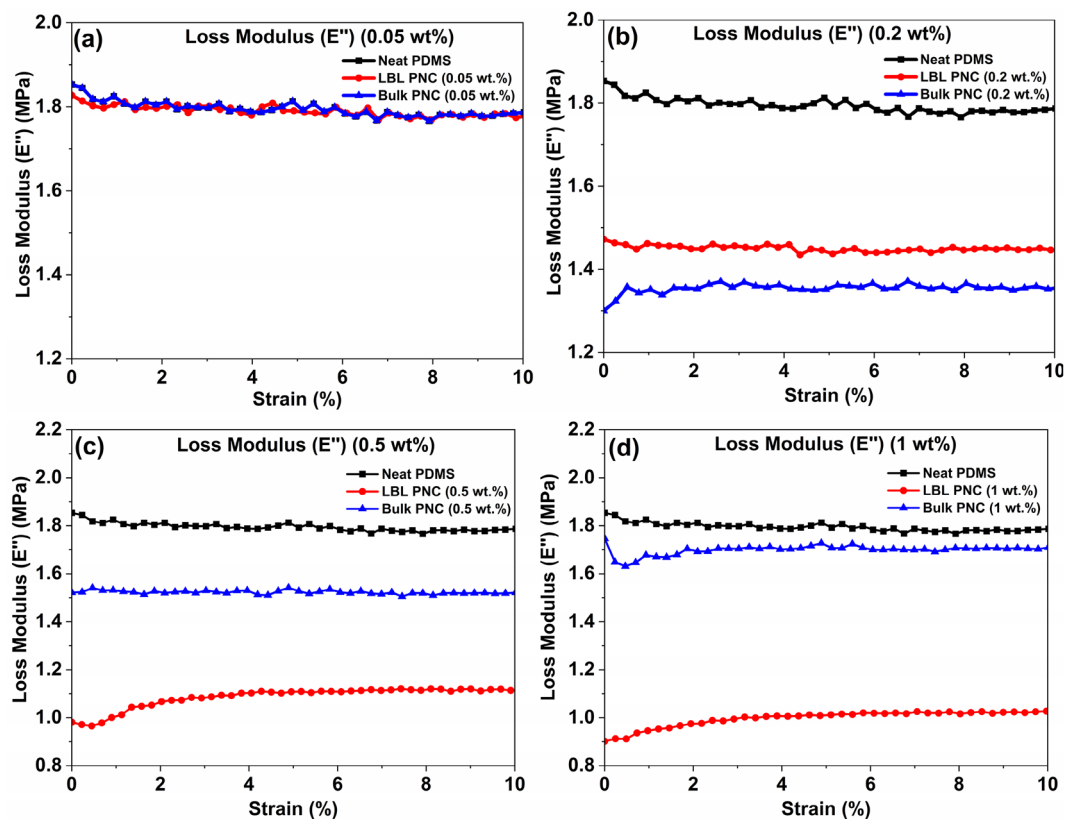 (a) Loss Modulus (E'') (0.05 wt%)
Neat PDMS
LBL PNC (0.05 wt.%)
Bulk PNC (0.05 wt.%)
Loss Modulus (E'') (MPa)
2.0
1.8
1.6
1.4
1.2
0 2 4 6 8 10
Strain (%)
(b) Loss Modulus (E'') (0.2 wt%)
Neat PDMS
LBL PNC (0.2 wt.%)
Bulk PNC (0.2 wt.%)
Loss Modulus (E'') (MPa)
2.0
1.8
1.6
1.4
1.2
0 2 4 6 8 10
Strain (%)
(c) Loss Modulus (E'') (0.5 wt%)
Neat PDMS
LBL PNC (0.5 wt.%)
Bulk PNC (0.5 wt.%)
Loss Modulus (E'') (MPa)
2.2
2.0
1.8
1.6
1.4
1.2
1.0
0.8
0 2 4 6 8 10
Strain (%)
(d) Loss Modulus (E'') (1 wt%)
Neat PDMS
LBL PNC (1 wt.%)
Bulk PNC (1 wt.%)
Loss Modulus (E'') (MPa)
2.2
2.0
1.8
1.6
1.4
1.2
1.0
0.8
0 2 4 6 8 10
Strain (%)